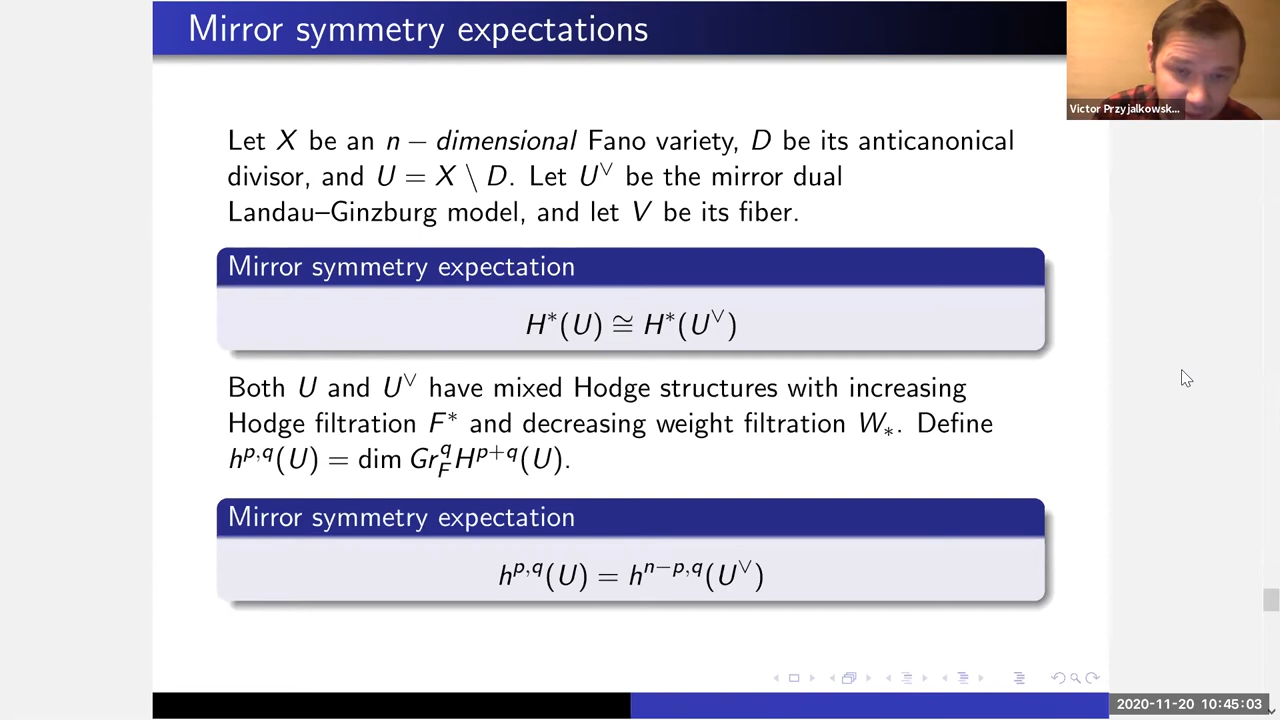 Mirror symmetry expectations
Victor Przyjalkowsk...
Let X be an n − dimensional Fano variety, D be its anticanonical
divisor, and U = X \ D. Let U^∨ be the mirror dual
Landau–Ginzburg model, and let V be its fiber.
Mirror symmetry expectation
H*(U) ≅ H*(U^∨)
Both U and U^∨ have mixed Hodge structures with increasing
Hodge filtration F* and decreasing weight filtration W_*. Define
h^{p,q}(U) = dim Gr_F^q H^{p+q}(U).
Mirror symmetry expectation
h^{p,q}(U) = h^{n−p,q}(U^∨)
2020-11-20 10:45:03